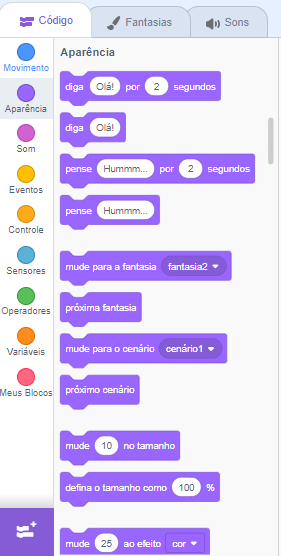 Código Fantasias Sons
Aparência
Movimento
Aparência
Som
Eventos
Controle
Sensores
Operadores
Variáveis
Meus Blocos
diga Olá! por 2 segundos
diga Olá!
pense Hummm... por 2 segundos
pense Hummm...
mude para a fantasia fantasia2
próxima fantasia
mude para o cenário cenário1
próximo cenário
mude 10 no tamanho
defina o tamanho como 100 %
mude 25 ao efeito cor